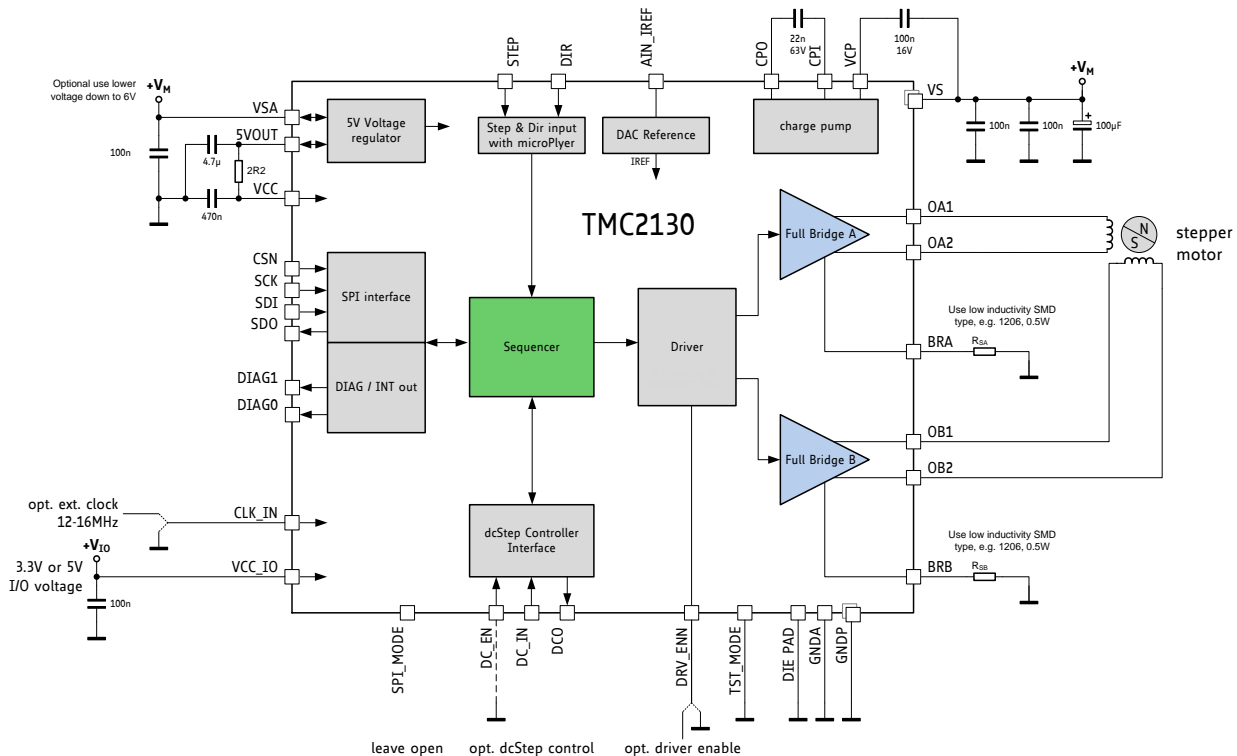 STEP
DIR
AIN_IREF
CPO
22n
63V
CPI
VCP
100n
16V
Optional use lower
voltage down to 6V
+VM
VSA
5VOUT
100n
4.7µ
2R2
VCC
470n
5V Voltage
regulator
Step & Dir input
with microPlyer
DAC Reference
IREF
charge pump
VS
+VM
100n
100n
+
100µF
TMC2130
Full Bridge A
OA1
OA2
N
S
stepper
motor
CSN
SCK
SDI
SDO
SPI interface
DIAG1
DIAG0
DIAG / INT out
Sequencer
Driver
Use low inductivity SMD
type, e.g. 1206, 0.5W
BRA
RSA
Full Bridge B
OB1
OB2
opt. ext. clock
12-16MHz
CLK_IN
+VIO
3.3V or 5V
I/O voltage
VCC_IO
100n
dcStep Controller
Interface
Use low inductivity SMD
type, e.g. 1206, 0.5W
BRB
RSB
SPI_MODE
DC_EN
DC_IN
DCO
DRV_ENN
TST_MODE
DIE PAD
GNDA
GNDP
leave open
opt. dcStep control
opt. driver enable